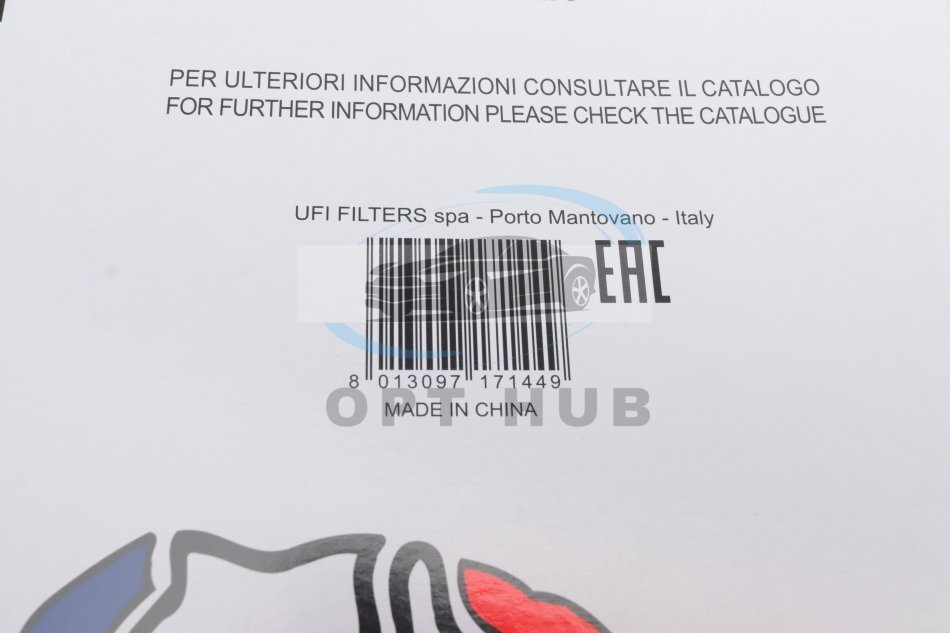 PER ULTERIORI INFORMAZIONI CONSULTARE IL CATALOGO
FOR FURTHER INFORMATION PLEASE CHECK THE CATALOGUE
UFI FILTERS spa - Porto Mantovano - Italy
EAC
8 013097 171449
MADE IN CHINA
OPT HUB